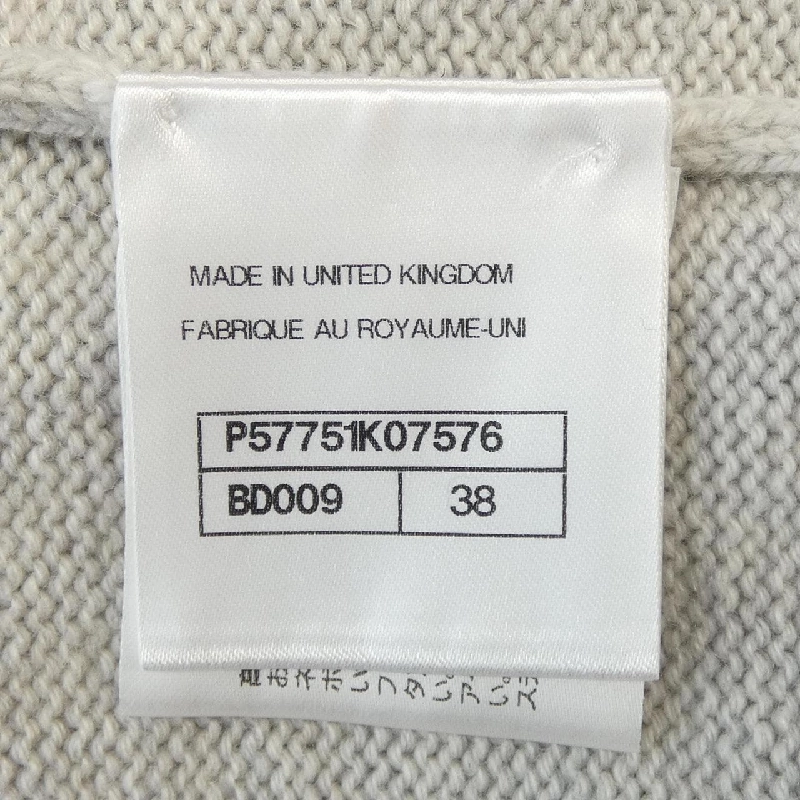 MADE IN UNITED KINGDOM
FABRIQUE AU ROYAUME-UNI
P57751K07576
BD009 38